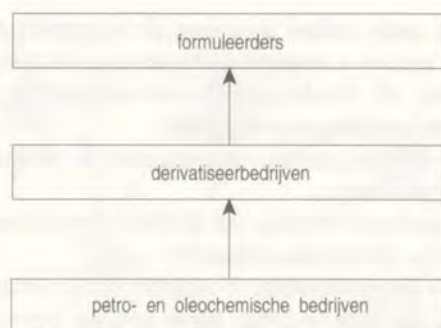 formuleerders
derivatiseerbedrijven
petro- en oleochemische bedrijven